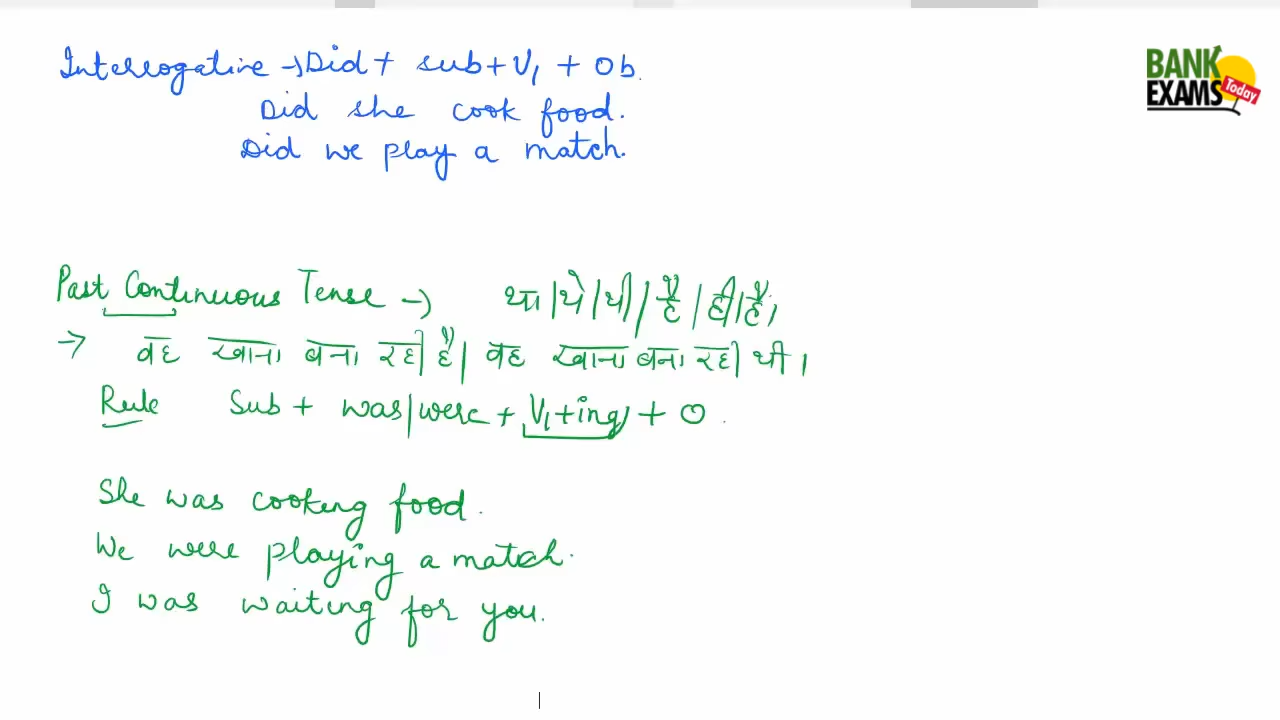 Interrogative → Did + sub + V1 + Ob.
Did she cook food.
Did we play a match.
BANK
EXAMS Today
Past Continuous Tense → था / थे / थी / है / ही / है।
→ वह खाना बना रही है / वह खाना बना रही थी।
Rule Sub + was/were + V1+ing + O.
She was cooking food.
We were playing a match.
I was waiting for you.